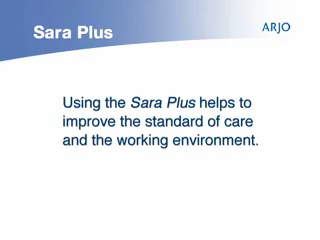 Sara Plus
ARJO
Using the Sara Plus helps to
improve the standard of care
and the working environment.